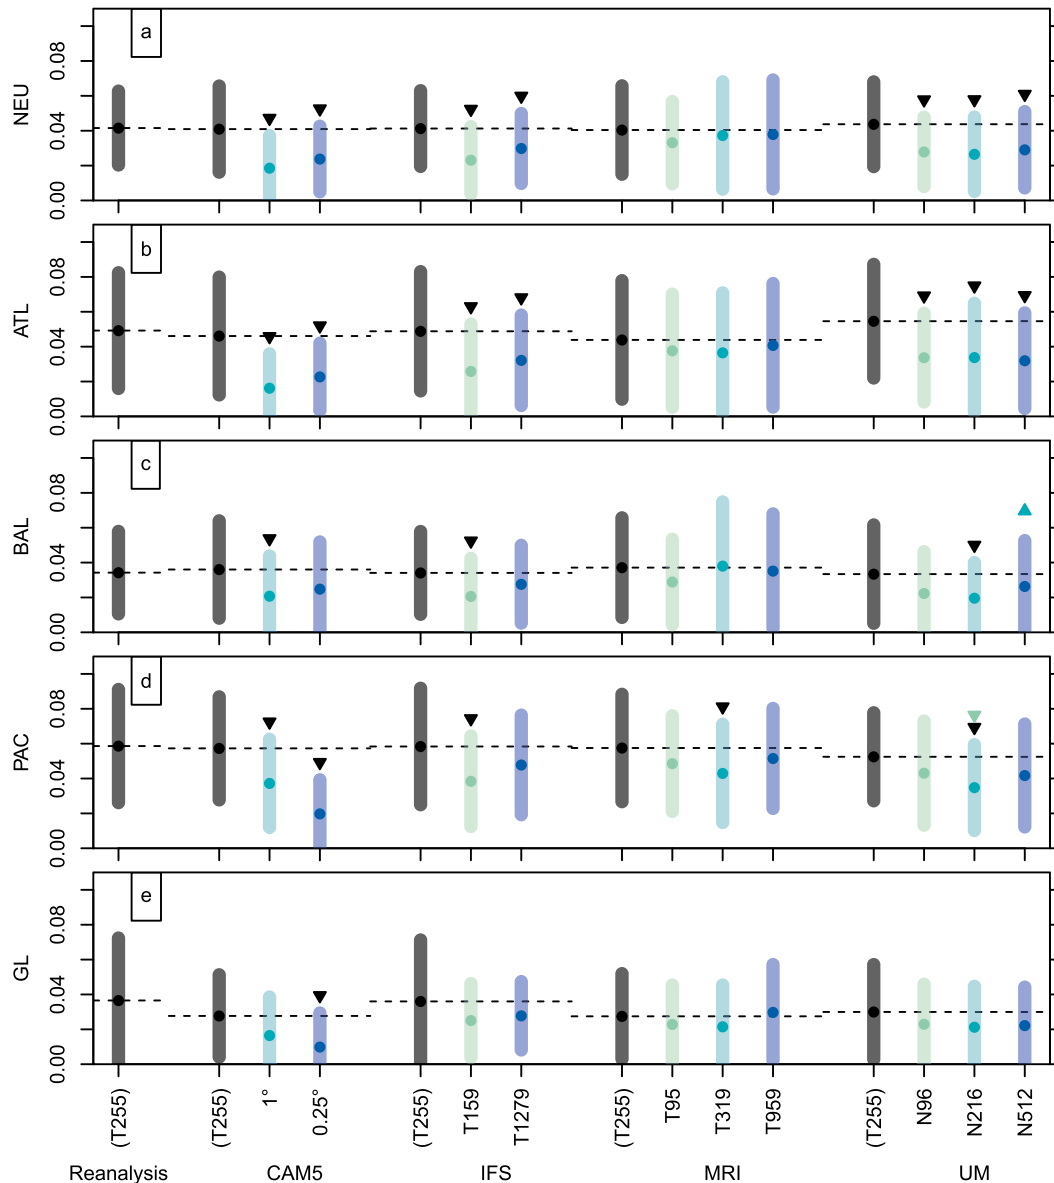 a
NEU
0.00 0.04 0.08
b
ATL
0.00 0.04 0.08
c
BAL
0.00 0.04 0.08
d
PAC
0.00 0.04 0.08
e
GL
0.00 0.04 0.08
(T255) (T255) 1° 0.25° (T255) T159 T1279 (T255) T95 T319 T959 (T255) N96 N216 N512
Reanalysis CAM5 IFS MRI UM